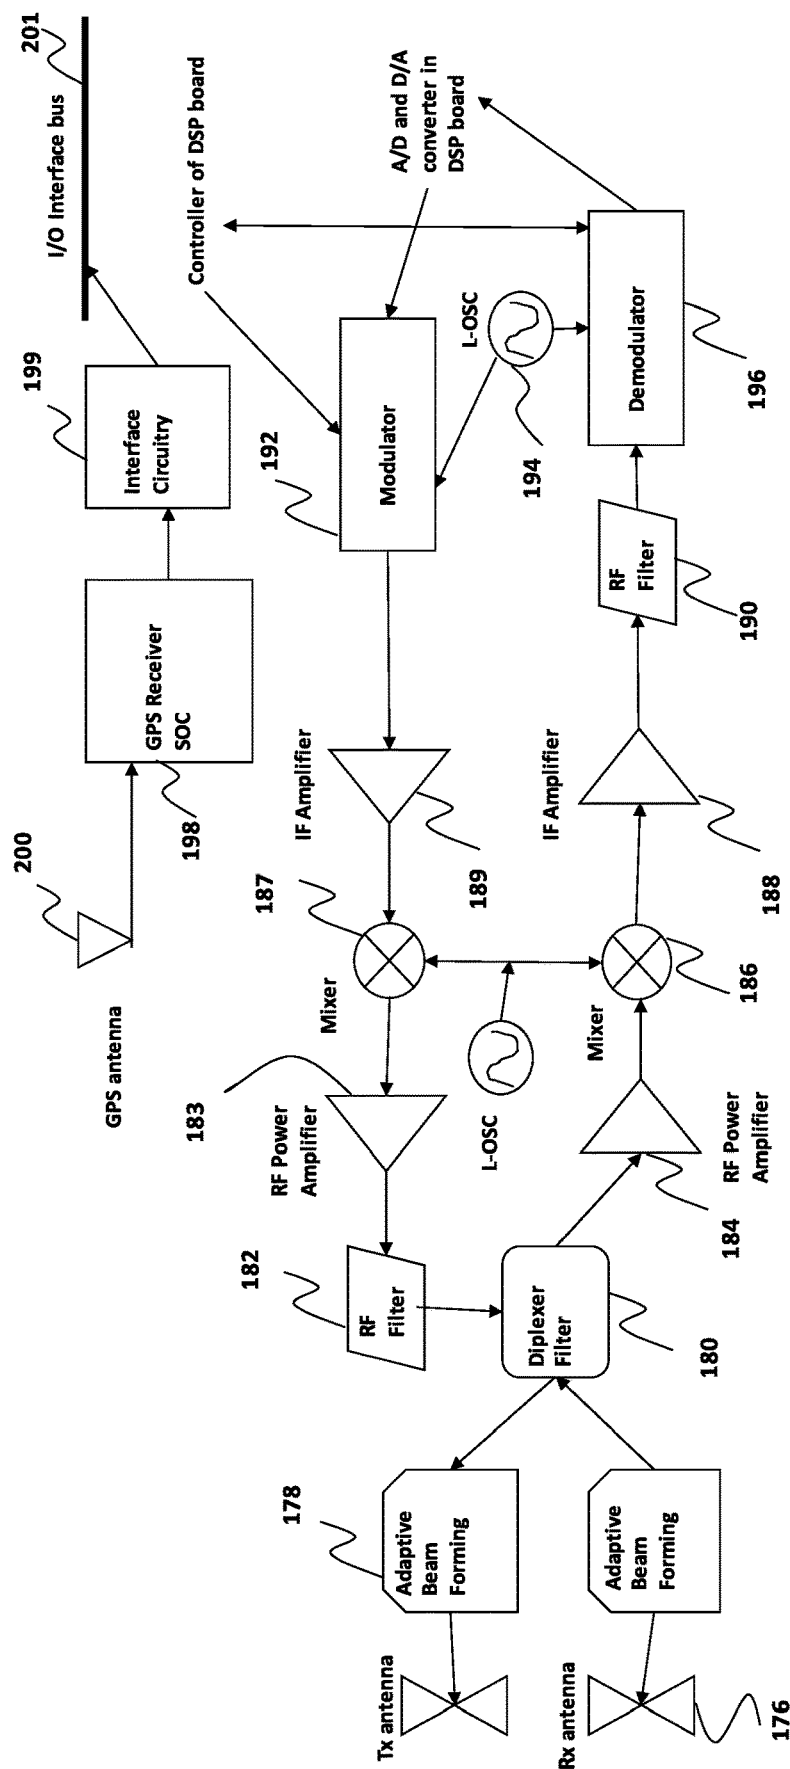 201
I/O Interface bus
Controller of DSP board
A/D and D/A
converter in
DSP board
199
Interface
Circuitry
192
Modulator
L-OSC
194
Demodulator
196
GPS Receiver
SOC
198
200
GPS antenna
IF Amplifier
189
187
Mixer
183
RF Power
Amplifier
L-OSC
RF
Filter
190
IF Amplifier
188
186
Mixer
RF Power
Amplifier
184
182
RF
Filter
Diplexer
Filter
180
178
Adaptive
Beam
Forming
Adaptive
Beam
Forming
Tx antenna
Rx antenna
176